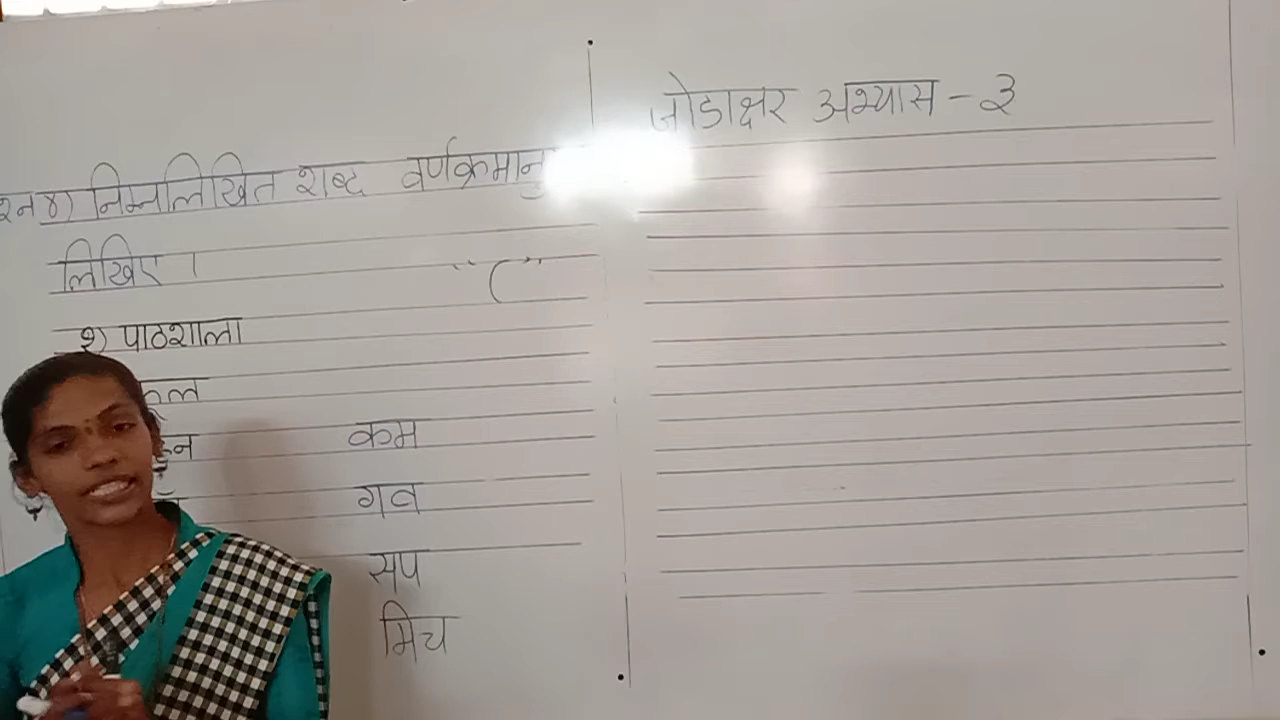 जोडाक्षर अभ्यास - ३
निम्नलिखित शब्द वर्णक्रमानु
लिखिए ।
" ( "
१) पाठशाला
कम
गव
सप
मिच